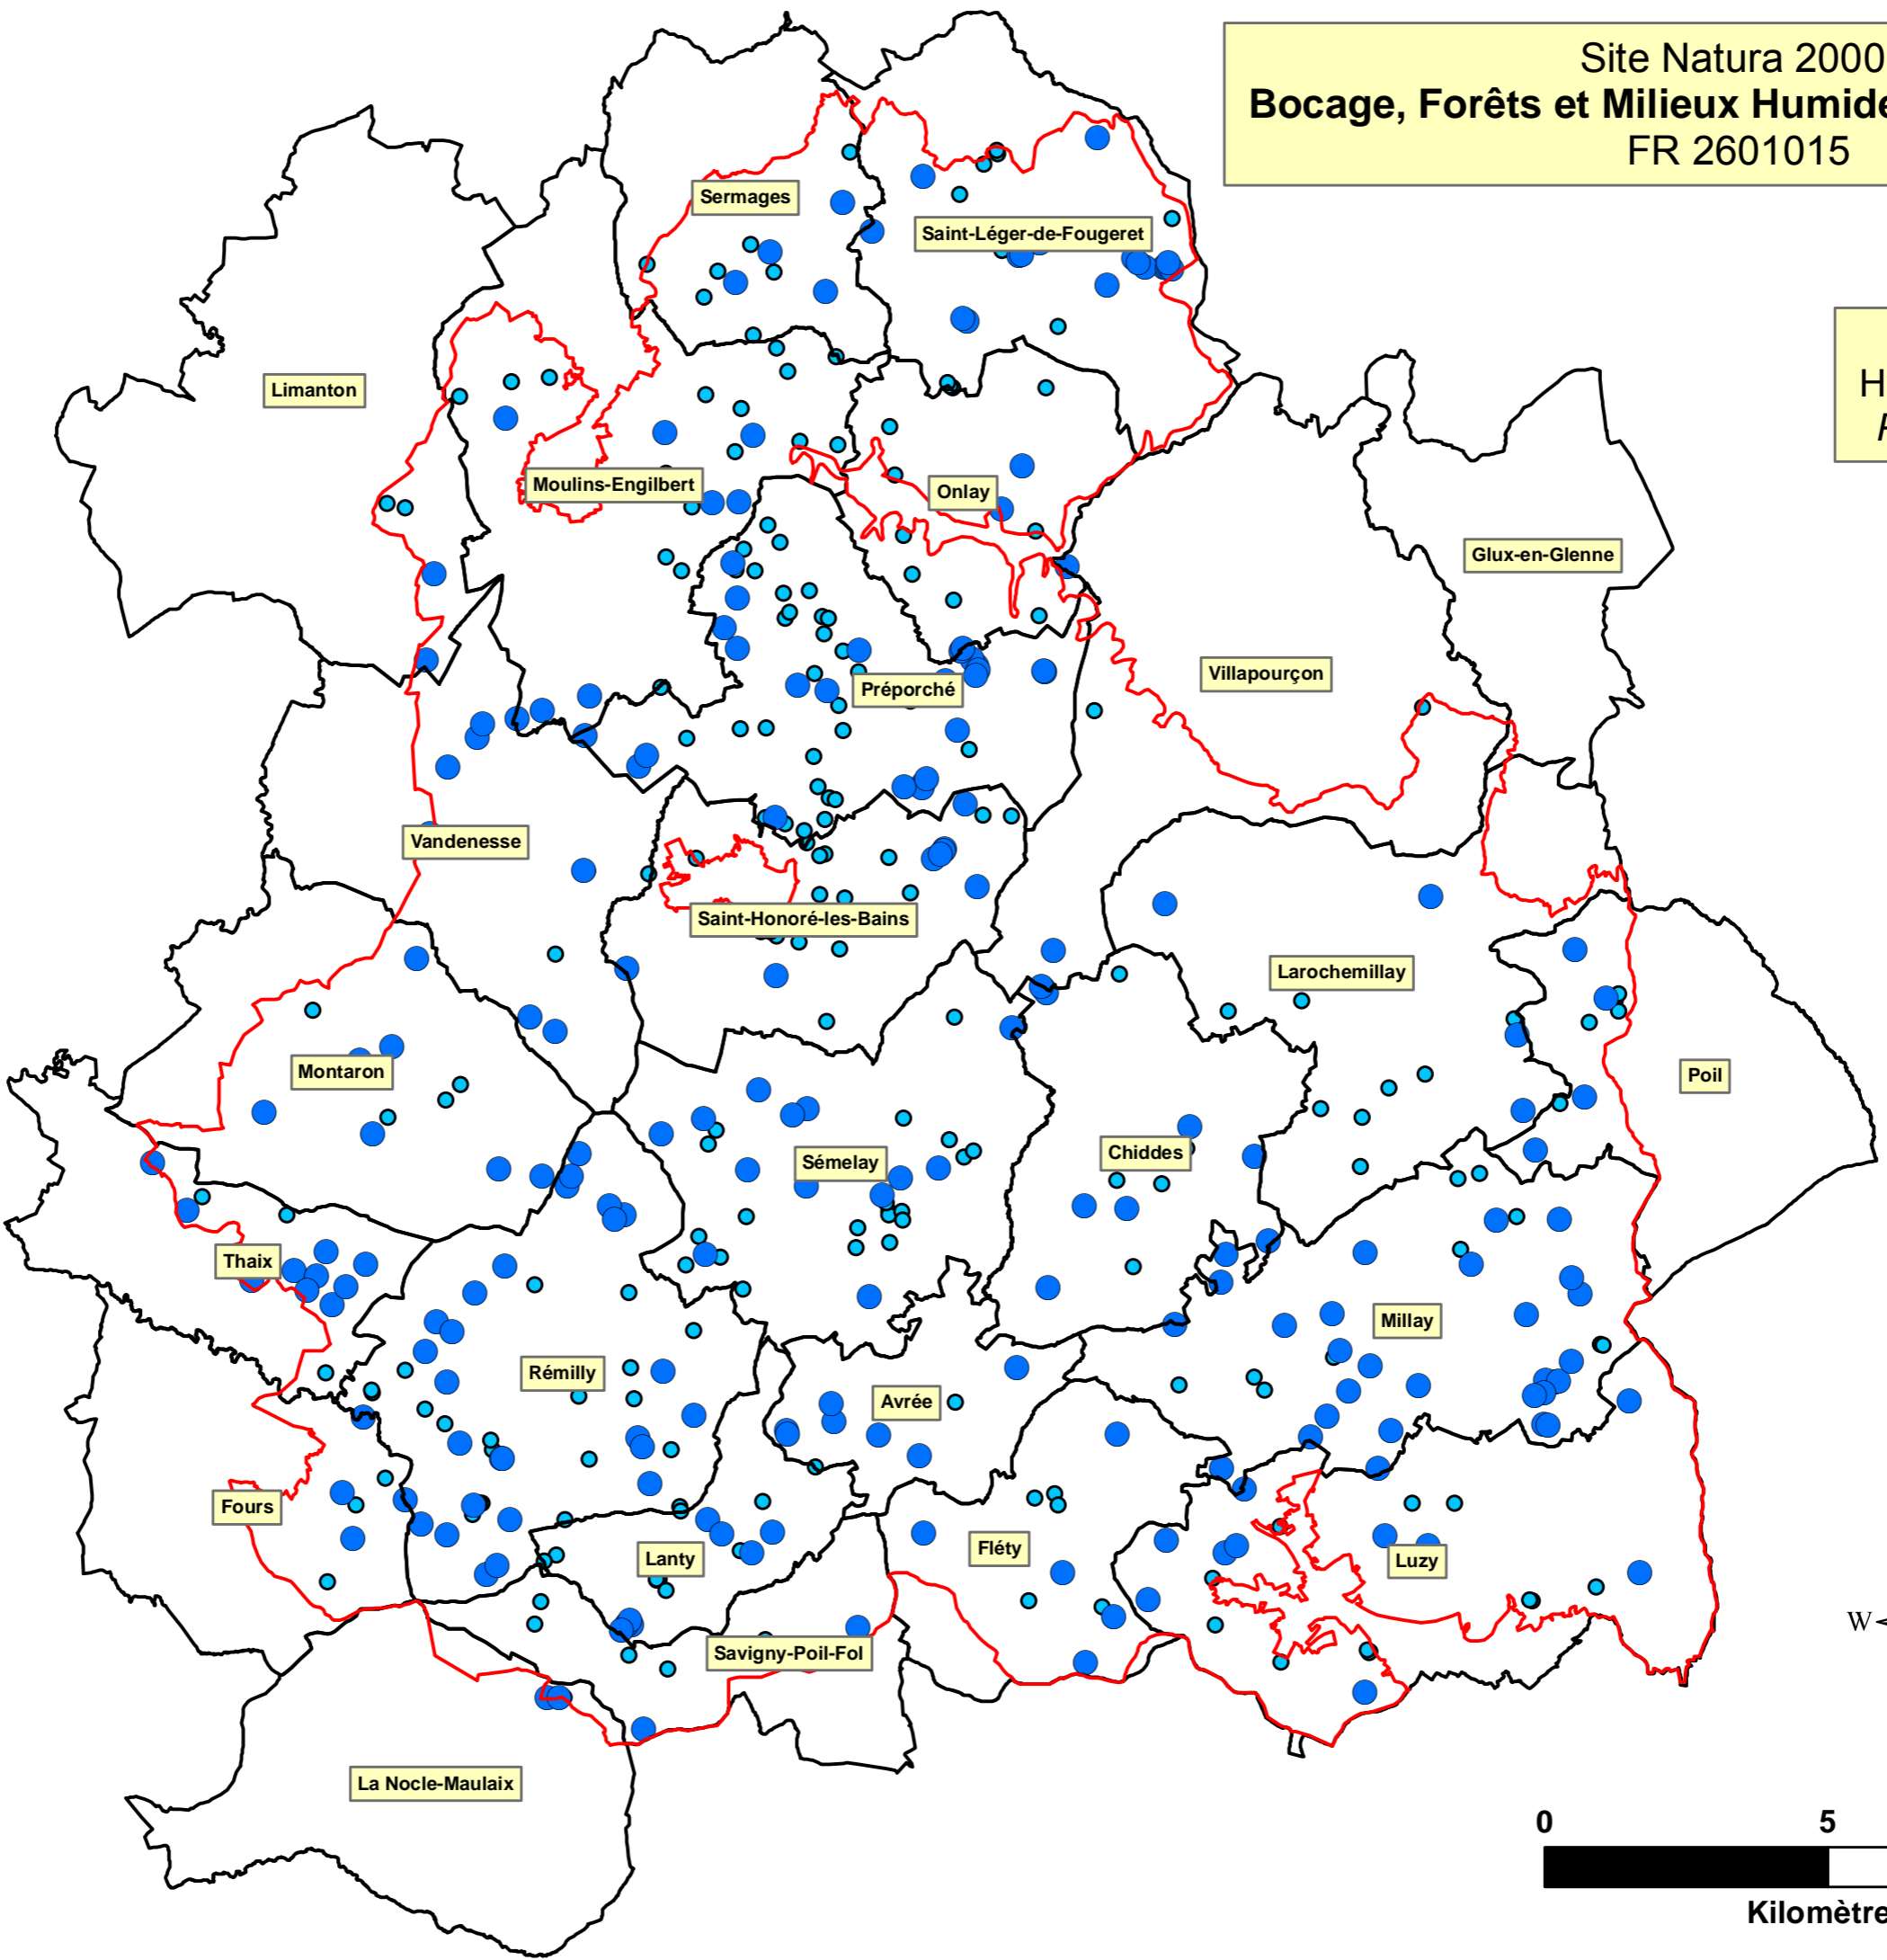 Site Natura 2000
Bocage, Forêts et Milieux Humide
FR 2601015
Sermages
Saint-Léger-de-Fougeret
Limanton
H
Moulins-Engilbert
Onlay
Glux-en-Glenne
Villapourçon
Préporché
Vandenesse
Saint-Honoré-les-Bains
Larochemillay
Montaron
Poil
Sémelay
Chiddes
Thaix
Millay
Rémilly
Avrée
Fours
Lanty
Fléty
Luzy
W
Savigny-Poil-Fol
La Nocle-Maulaix
0 5
Kilomètre